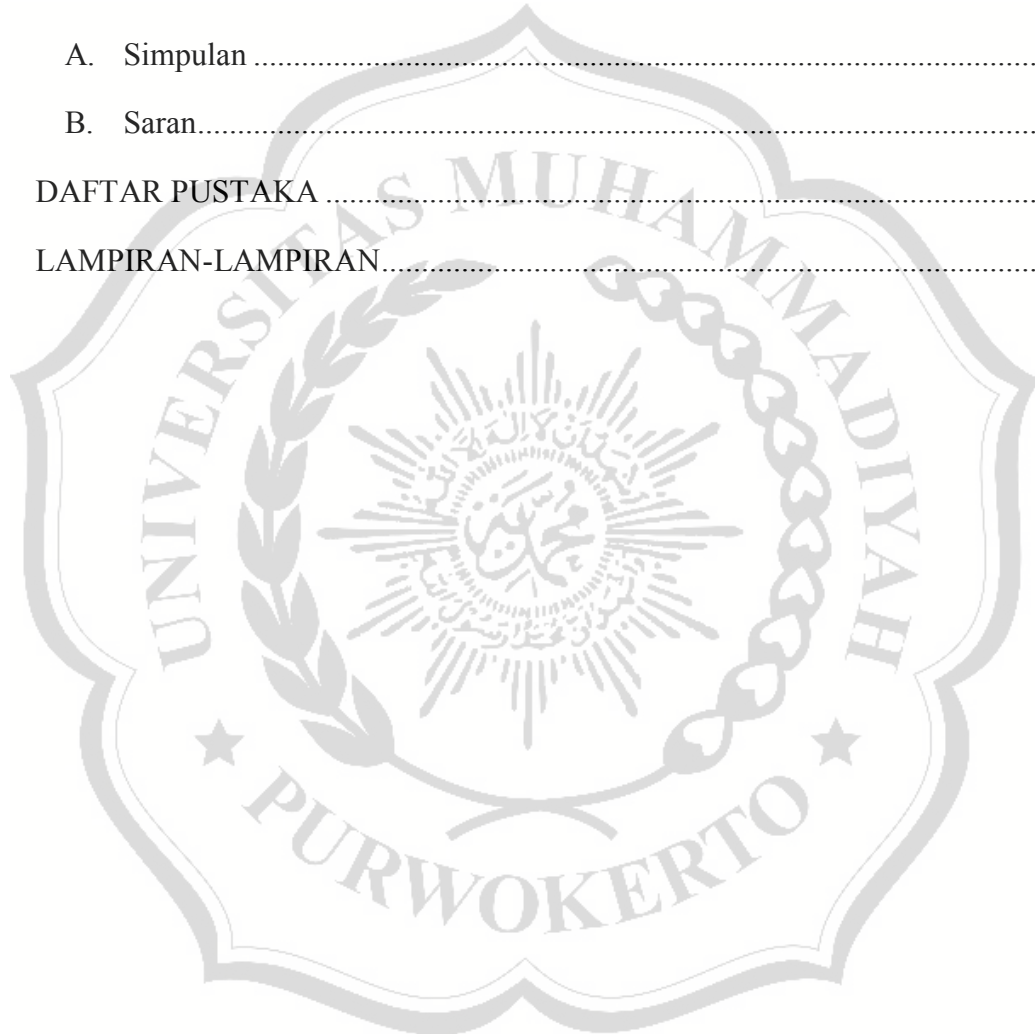 A. Simpulan ....................................................................................................
B. Saran....................................................................................................
DAFTAR PUSTAKA ....................................................................................................
LAMPIRAN-LAMPIRAN....................................................................................................
UNIVERSITAS MUHAMMADIYAH
PURWOKERTO